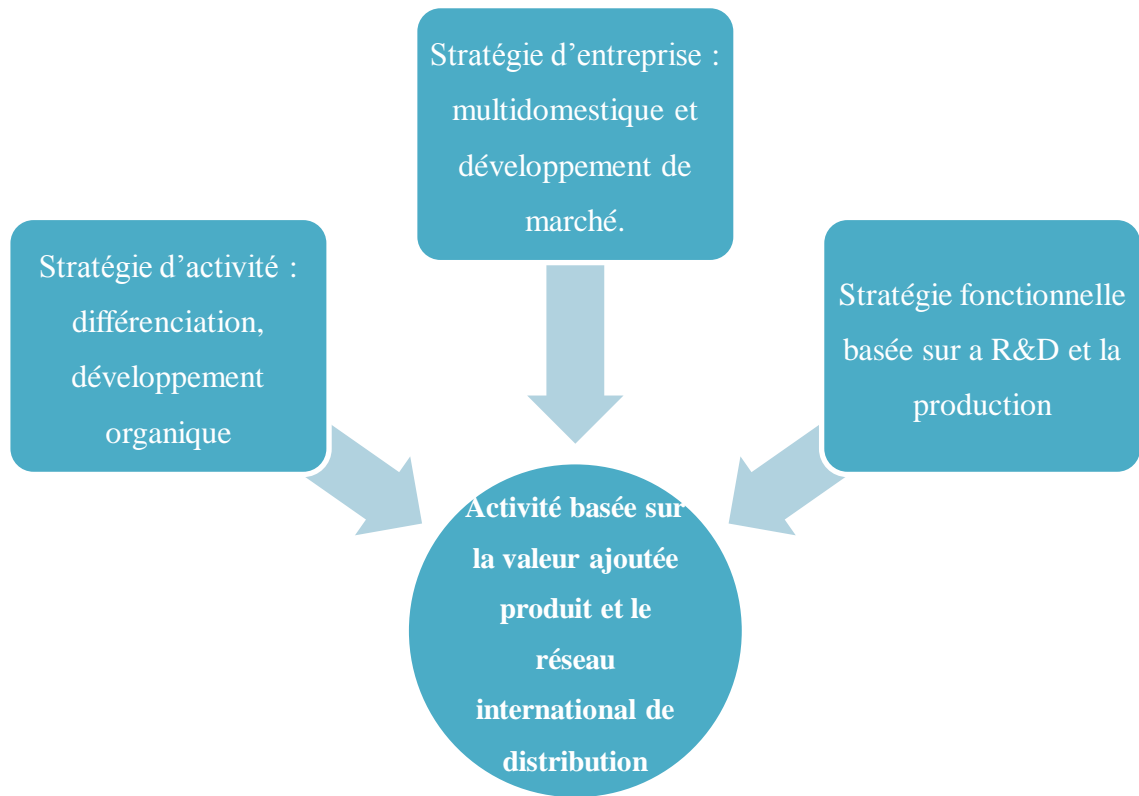 Stratégie d’entreprise :
multidomestique et
développement de
marché.
Stratégie d’activité :
différenciation,
développement
organique
Stratégie fonctionnelle
basée sur a R&D et la
production
Activité basée sur
la valeur ajoutée
produit et le
réseau
international de
distribution